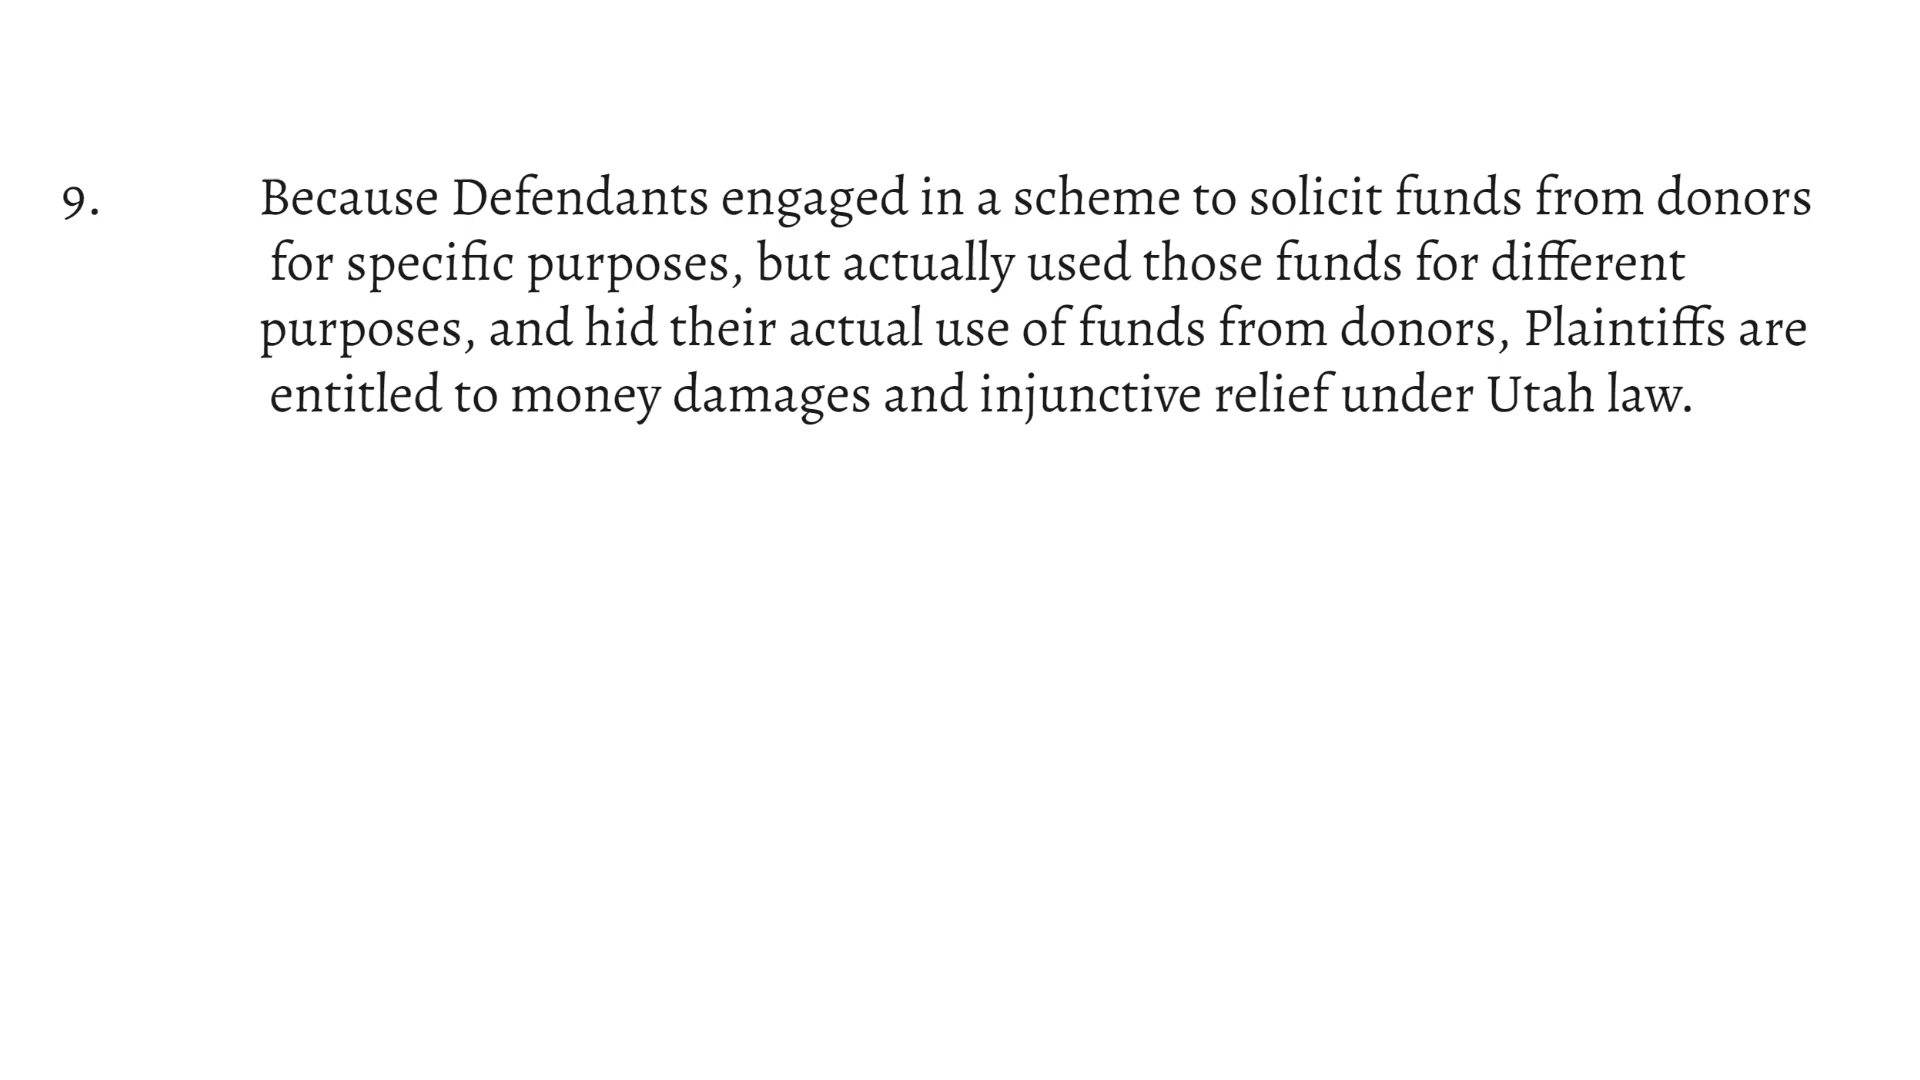 9. Because Defendants engaged in a scheme to solicit funds from donors
for specific purposes, but actually used those funds for different
purposes, and hid their actual use of funds from donors, Plaintiffs are
entitled to money damages and injunctive relief under Utah law.